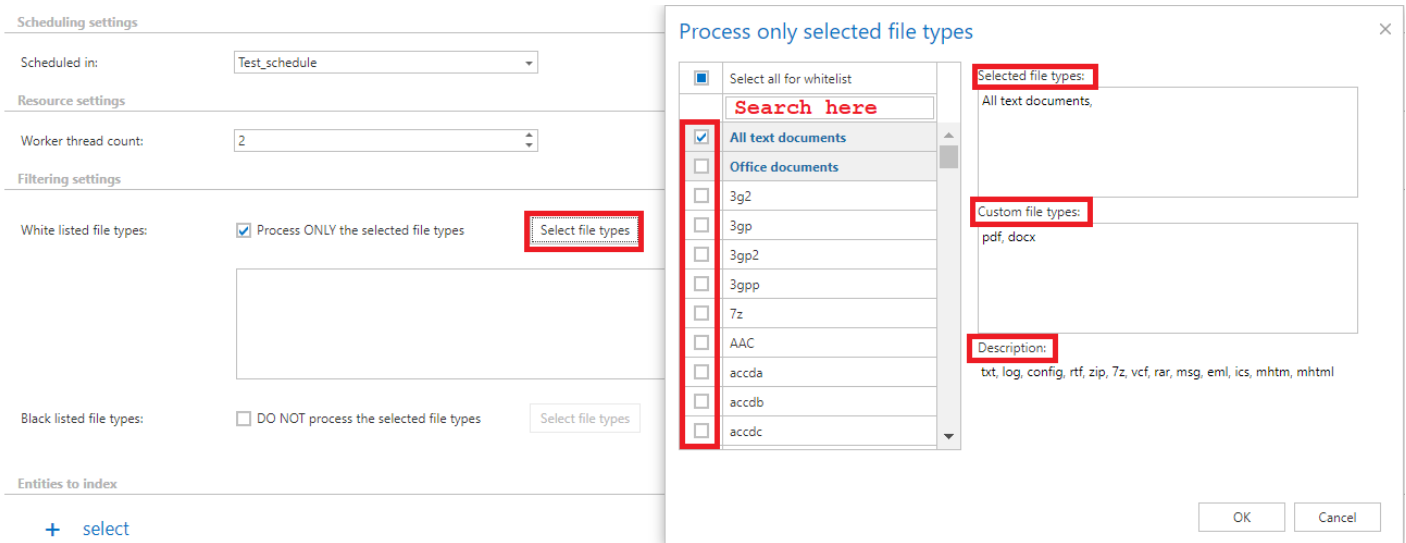 Scheduling settings
Scheduled in:
Test_schedule
Resource settings
Worker thread count:
2
Filtering settings
White listed file types:
Process ONLY the selected file types
Select file types
Black listed file types:
DO NOT process the selected file types
Select file types
Entities to index
+ select
Process only selected file types
Select all for whitelist
Search here
All text documents
Office documents
3g2
3gp
3gp2
3gpp
7z
AAC
accda
accdb
accdc
Selected file types:
All text documents,
Custom file types:
pdf, docx
Description:
txt, log, config, rtf, zip, 7z, vcf, rar, msg, eml, ics, mhtm, mhtml
OK
Cancel